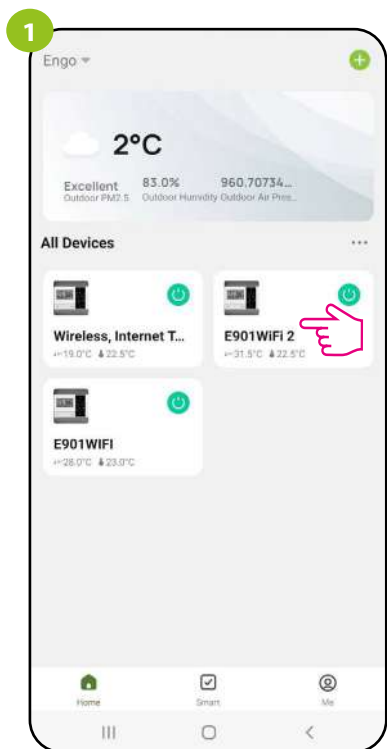 1
Engo
2°C
Excellent 83.0% 960.70734...
Outdoor PM2.5 Outdoor Humidity Outdoor Air Pres...
All Devices ...
Wireless, Internet T... E901WiFi 2
19.0°C 22.5°C 31.5°C 22.5°C
E901WIFI
28.0°C 23.0°C
Home Smart Me